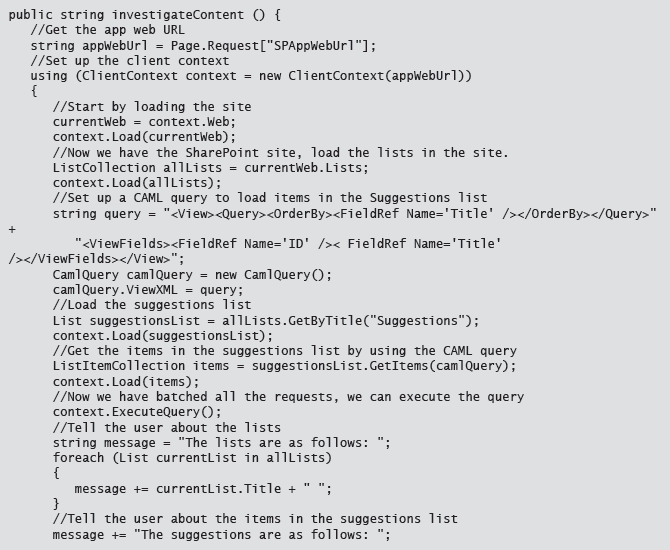 public string investigateContent () {
//Get the app web URL
string appWebUrl = Page.Request["SPAppWebUrl"];
//Set up the client context
using (ClientContext context = new ClientContext(appWebUrl))
{
//Start by loading the site
currentWeb = context.Web;
context.Load(currentWeb);
//Now we have the SharePoint site, load the lists in the site.
ListCollection allLists = currentWeb.Lists;
context.Load(allLists);
//Set up a CAML query to load items in the Suggestions list
string query = "<View><Query><OrderBy><FieldRef Name='Title' /></OrderBy></Query>"
+
"<ViewFields><FieldRef Name='ID' />< FieldRef Name='Title'
/></ViewFields></View>";
CamlQuery camlQuery = new CamlQuery();
camlQuery.ViewXML = query;
//Load the suggestions list
List suggestionsList = allLists.GetByTitle("Suggestions");
context.Load(suggestionsList);
//Get the items in the suggestions list by using the CAML query
ListItemCollection items = suggestionsList.GetItems(camlQuery);
context.Load(items);
//Now we have batched all the requests, we can execute the query
context.ExecuteQuery();
//Tell the user about the lists
string message = "The lists are as follows: ";
foreach (List currentList in allLists)
{
message += currentList.Title + " ";
}
//Tell the user about the items in the suggestions list
message += "The suggestions are as follows: ";